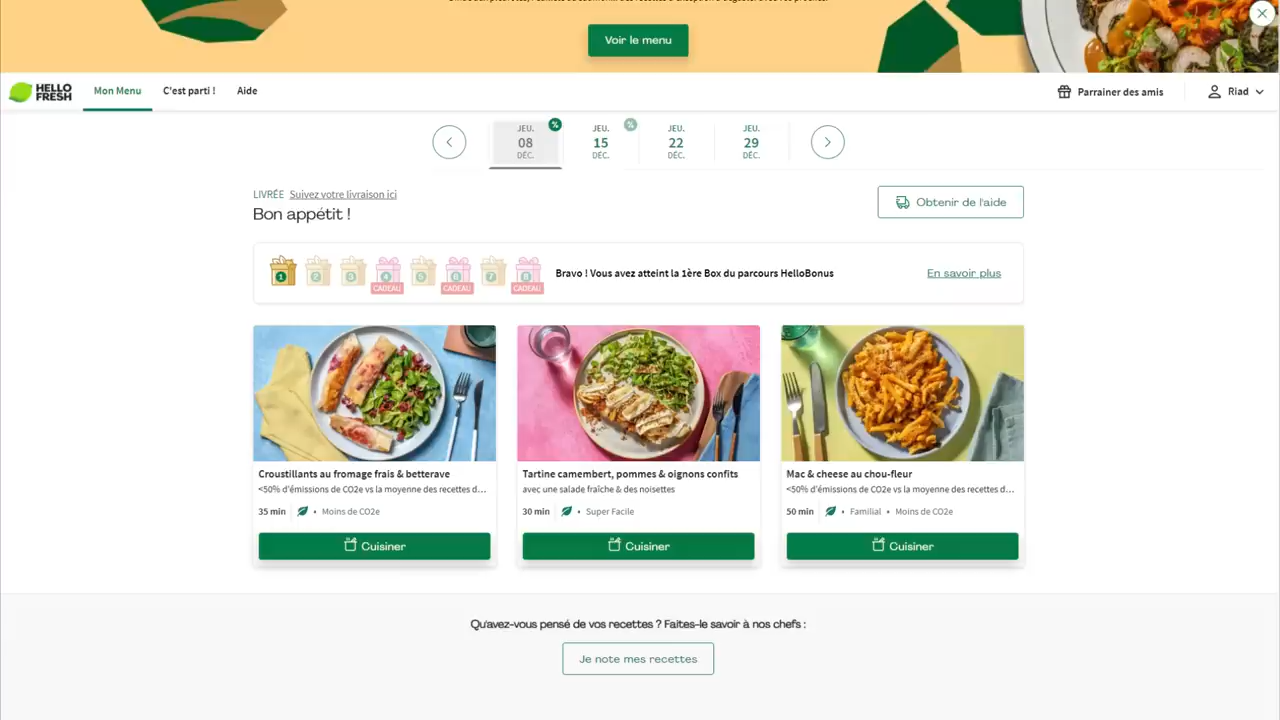 Voir le menu
HELLO
FRESH
Mon Menu
C'est parti !
Aide
Parrainer des amis
Riad
JEU.
08
DÉC.
%
JEU.
15
DÉC.
%
JEU.
22
DÉC.
JEU.
29
DÉC.
LIVRÉE Suivez votre livraison ici
Bon appétit !
Obtenir de l'aide
1
2
3
4
5
6
7
8
CADEAU
CADEAU
CADEAU
Bravo ! Vous avez atteint la 1ère Box du parcours HelloBonus
En savoir plus
Croustillants au fromage frais & betterave
<50% d'émissions de CO2e vs la moyenne des recettes d...
35 min • Moins de CO2e
Cuisiner
Tartine camembert, pommes & oignons confits
avec une salade fraîche & des noisettes
30 min • Super Facile
Cuisiner
Mac & cheese au chou-fleur
<50% d'émissions de CO2e vs la moyenne des recettes d...
50 min • Familial • Moins de CO2e
Cuisiner
Qu'avez-vous pensé de vos recettes ? Faites-le savoir à nos chefs :
Je note mes recettes